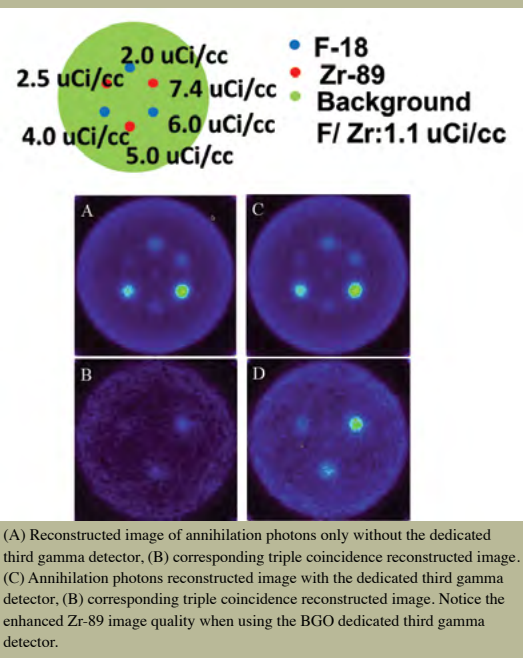 2.0 uCi/cc
2.5 uCi/cc
7.4 uCi/cc
4.0 uCi/cc
6.0 uCi/cc
5.0 uCi/cc
F-18
Zr-89
Background
F/ Zr:1.1 uCi/cc
A
C
B
D
(A) Reconstructed image of annihilation photons only without the dedicated
third gamma detector, (B) corresponding triple coincidence reconstructed image.
(C) Annihilation photons reconstructed image with the dedicated third gamma
detector, (B) corresponding triple coincidence reconstructed image. Notice the
enhanced Zr-89 image quality when using the BGO dedicated third gamma
detector.